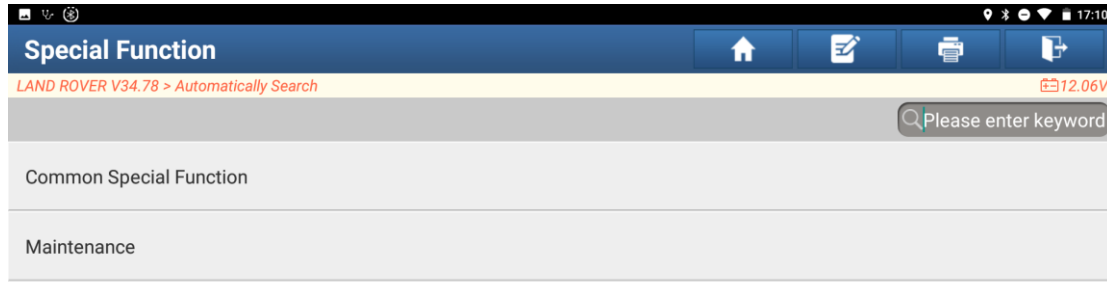 17:10
Special Function
LAND ROVER V34.78 > Automatically Search
12.06V
Please enter keyword
Common Special Function
Maintenance